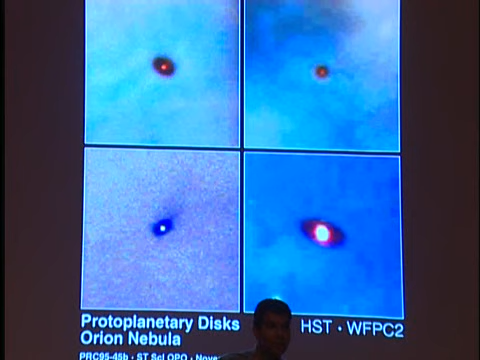 Protoplanetary Disks
Orion Nebula
HST · WFPC2
PRC95-45b · ST ScI OPO ·